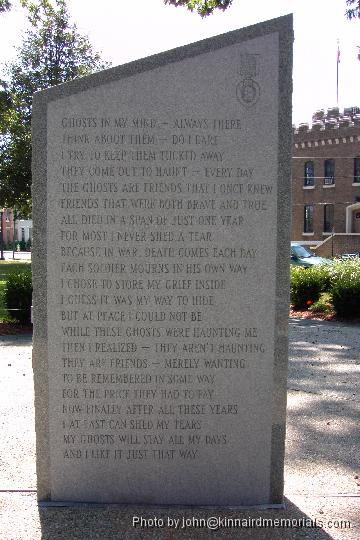 GHOSTS IN MY MIND — ALWAYS THERE
THINK ABOUT THEM — DO I DARE
I TRY TO KEEP THEM TUCKED AWAY
THEY COME OUT TO HAUNT — EVERY DAY
THE GHOSTS ARE FRIENDS THAT I ONCE KNEW
FRIENDS THAT WERE BOTH BRAVE AND TRUE
ALL DIED IN A SPAN OF JUST ONE YEAR
FOR MOST I NEVER SHED A TEAR
BECAUSE IN WAR, DEATH COMES EACH DAY
EACH SOLDIER MOURNS IN HIS OWN WAY
I CHOSE TO STORE MY GRIEF INSIDE
I GUESS IT WAS MY WAY TO HIDE
BUT AT PEACE I COULD NOT BE
WHILE THESE GHOSTS WERE HAUNTING ME
THEN I REALIZED — THEY AREN'T HAUNTING
THEY ARE FRIENDS — MERELY WANTING
TO BE REMEMBERED IN SOME WAY
FOR THE PRICE THEY HAD TO PAY
NOW FINALLY AFTER ALL THESE YEARS
I AT LAST CAN SHED MY TEARS
MY GHOSTS WILL STAY ALL MY DAYS
AND I LIKE IT JUST THAT WAY
Photo by john@kinnairdmemorials.com